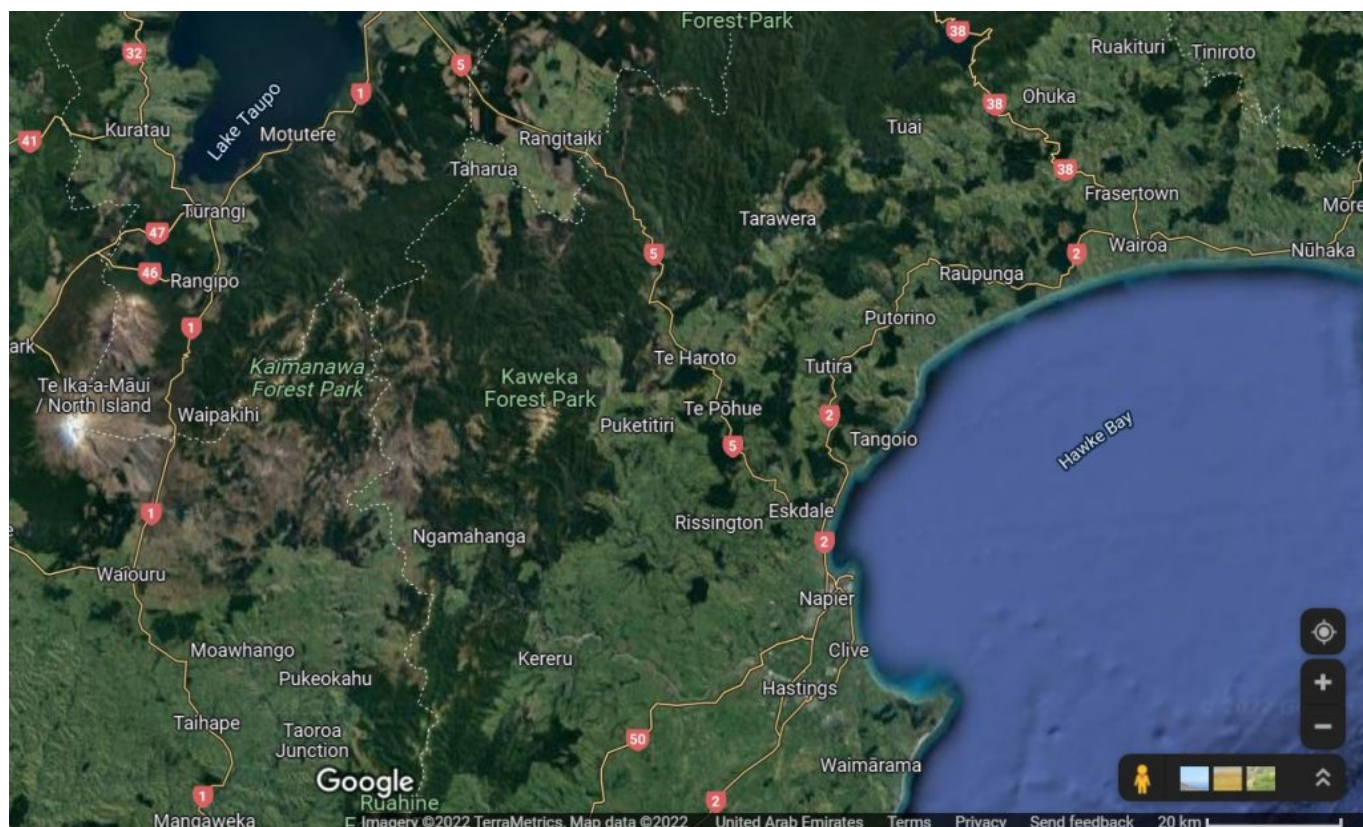 Forest Park
38
32
Ruakituri
Tiniroto
5
1
Lake Taupo
Ohuka
38
Kuratau
Motutere
Rangitaiki
Tuai
41
Taharua
38
Frasertown
Tūrangi
Tarawera
47
5
2
Wairoa
Nūhaka
46
Rangipo
Raupunga
1
Putorino
ark
Te Haroto
Tutira
Kaimanawa
Forest Park
Kaweka
Forest Park
Te Ika-a-Māui
/ North Island
Waipakihi
Te Pōhue
2
Puketitiri
Hawke Bay
5
Tangoio
1
Rissington
Eskdale
Ngamahanga
2
Waiouru
Napier
Moawhango
Kereru
Clive
Pukeokahu
Hastings
Taihape
Taoroa
Junction
50
Waimārama
Google
1
Ruahine
2
Mangaweka
Imagery ©2022 TerraMetrics, Map data ©2022
United Arab Emirates
Terms
Privacy
Send feedback
20 km